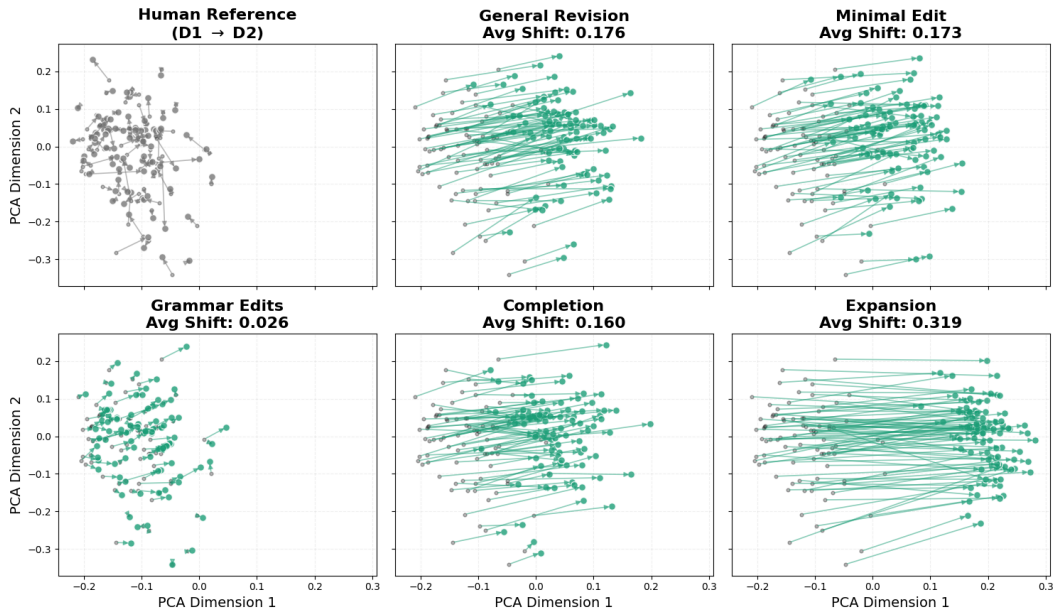 Human Reference
(D1 → D2)
General Revision
Avg Shift: 0.176
Minimal Edit
Avg Shift: 0.173
PCA Dimension 2
0.2
0.1
0.0
−0.1
−0.2
−0.3
Grammar Edits
Avg Shift: 0.026
Completion
Avg Shift: 0.160
Expansion
Avg Shift: 0.319
PCA Dimension 2
0.2
0.1
0.0
−0.1
−0.2
−0.3
−0.2 −0.1 0.0 0.1 0.2 0.3
−0.2 −0.1 0.0 0.1 0.2 0.3
−0.2 −0.1 0.0 0.1 0.2 0.3
PCA Dimension 1
PCA Dimension 1
PCA Dimension 1